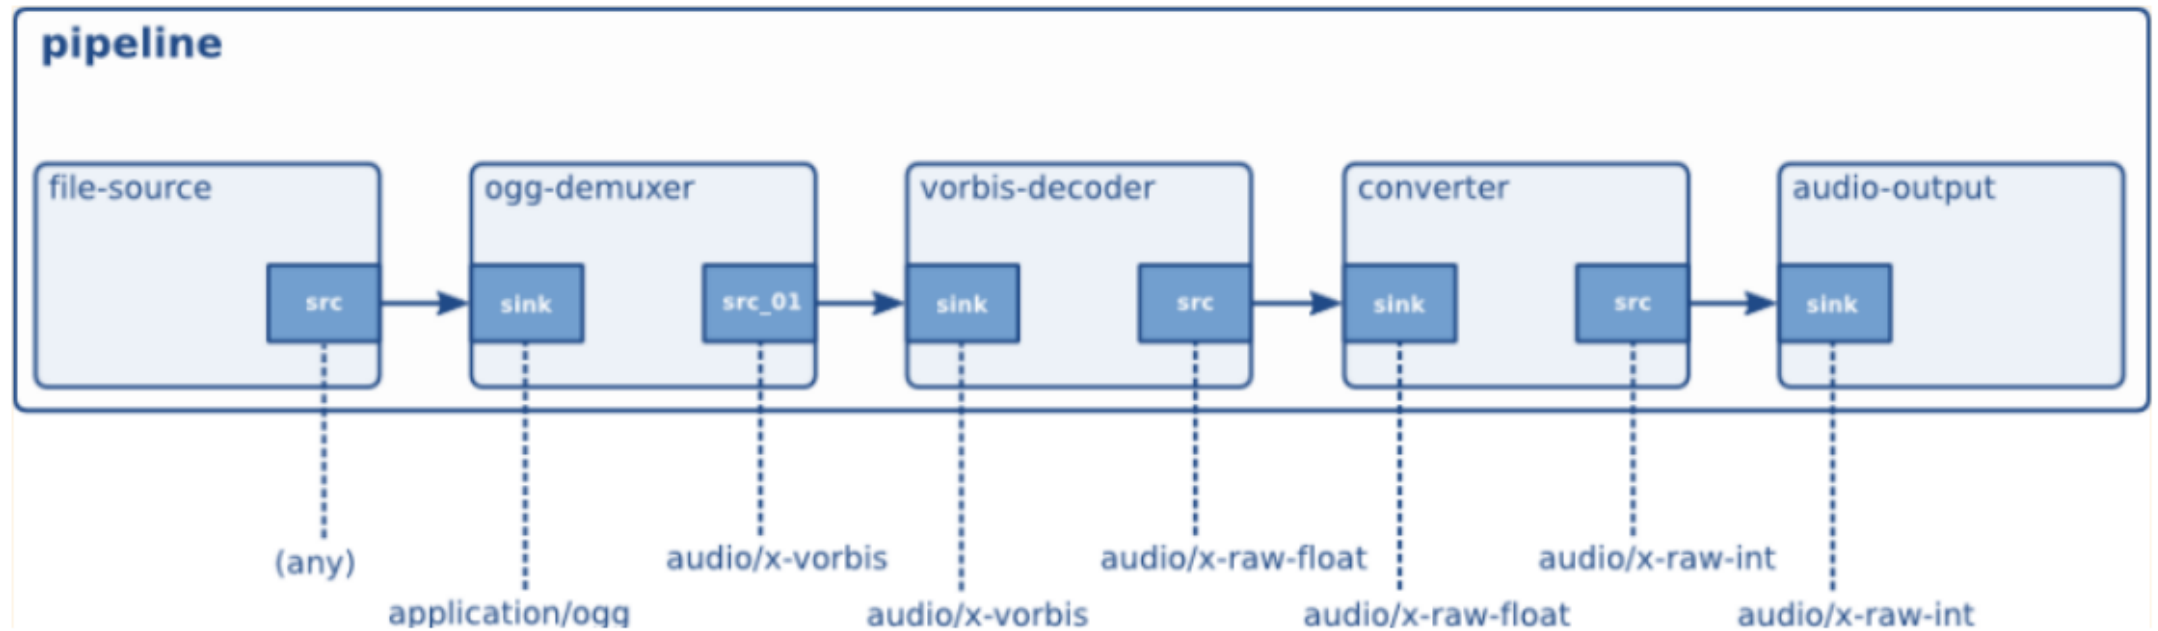 pipeline
file-source
ogg-demuxer
vorbis-decoder
converter
audio-output
src
sink
src_01
sink
src
sink
src
sink
(any)
audio/x-vorbis
audio/x-raw-float
audio/x-raw-int
application/ogg
audio/x-vorbis
audio/x-raw-float
audio/x-raw-int